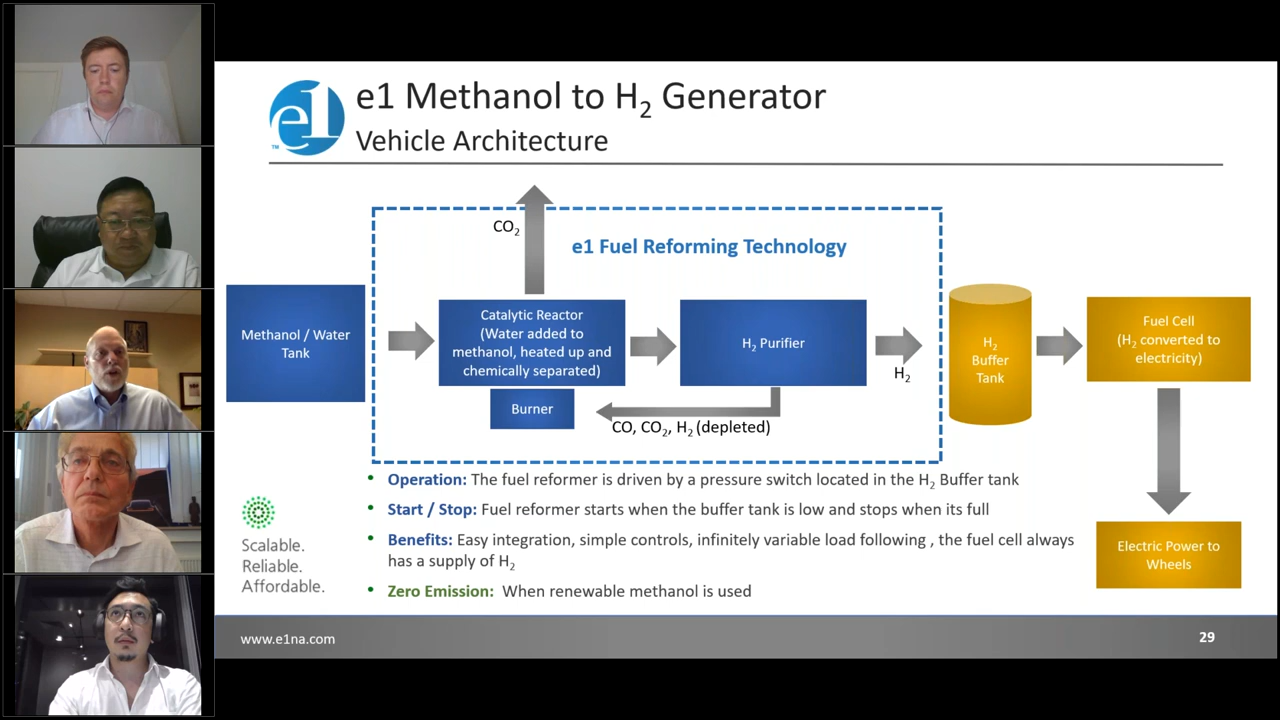 e1
TM
e1 Methanol to H2 Generator
Vehicle Architecture
CO2
e1 Fuel Reforming Technology
Methanol / Water
Tank
Catalytic Reactor
(Water added to
methanol, heated up and
chemically separated)
H2 Purifier
H2
H2
Buffer
Tank
Fuel Cell
(H2 converted to
electricity)
Burner
CO, CO2, H2 (depleted)
• Operation: The fuel reformer is driven by a pressure switch located in the H2 Buffer tank
• Start / Stop: Fuel reformer starts when the buffer tank is low and stops when its full
• Benefits: Easy integration, simple controls, infinitely variable load following , the fuel cell always
has a supply of H2
• Zero Emission: When renewable methanol is used
Electric Power to
Wheels
Scalable.
Reliable.
Affordable.
www.e1na.com
29